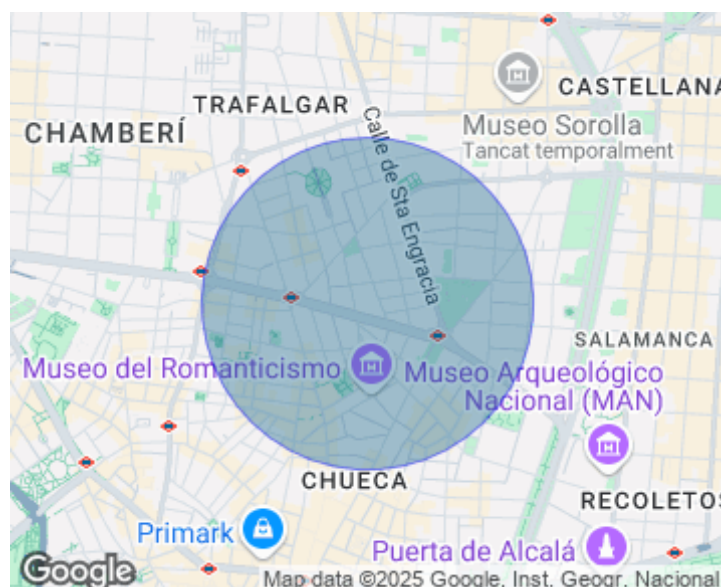 CASTELLANA
TRAFALGAR
CHAMBERÍ
Museo Sorolla
Tancat temporalment
Calle de Sta Engracia
SALAMANCA
Museo del Romanticismo
Museo Arqueológico
Nacional (MAN)
CHUECA
RECOLETOS
Primark
Puerta de Alcalá
Google
Map data ©2025 Google, Inst. Geogr. Nacional